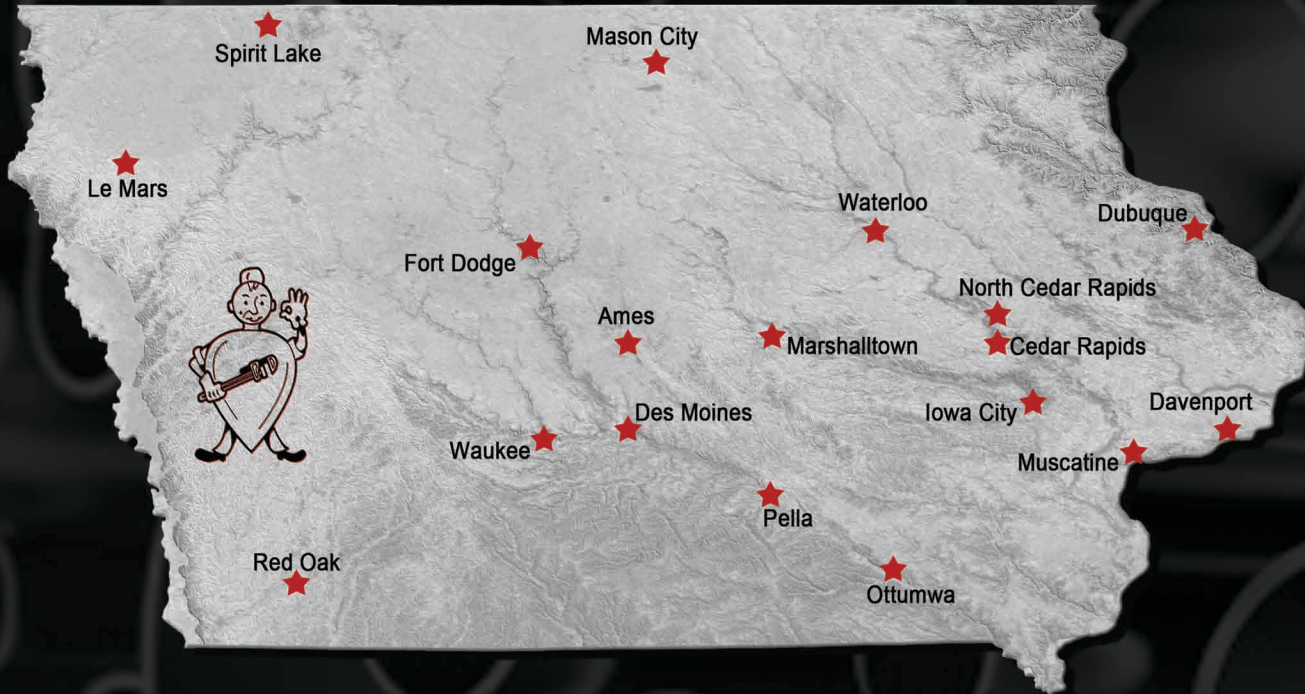 Spirit Lake
Mason City
Le Mars
Waterloo
Dubuque
Fort Dodge
North Cedar Rapids
Ames
Marshalltown
Cedar Rapids
Iowa City
Davenport
Des Moines
Waukee
Muscatine
Pella
Red Oak
Ottumwa